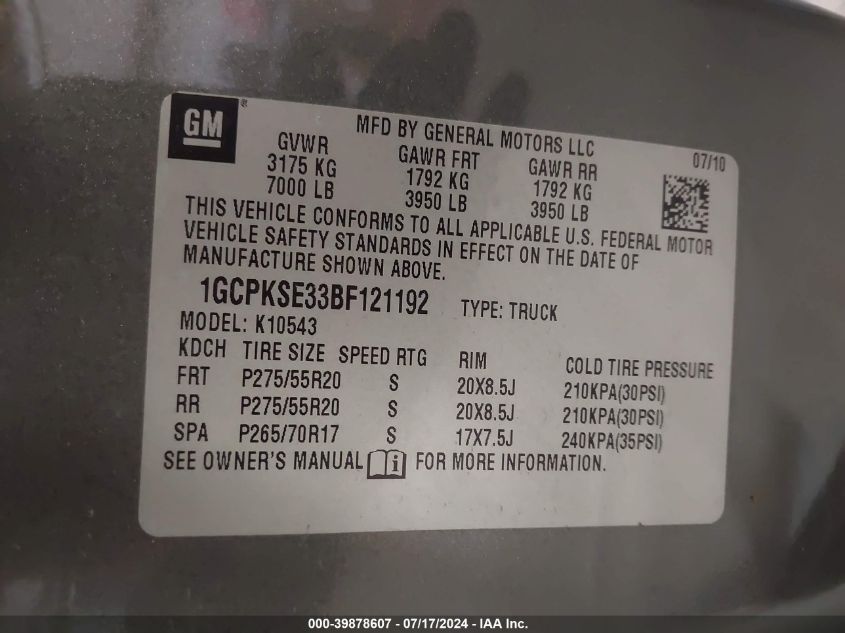 GM ®
MFD BY GENERAL MOTORS LLC 07/10
GVWR GAWR FRT GAWR RR
3175 KG 1792 KG 1792 KG
7000 LB 3950 LB 3950 LB
THIS VEHICLE CONFORMS TO ALL APPLICABLE U.S. FEDERAL MOTOR
VEHICLE SAFETY STANDARDS IN EFFECT ON THE DATE OF
MANUFACTURE SHOWN ABOVE.
1GCPKSE33BF121192 TYPE: TRUCK
MODEL: K10543
KDCH TIRE SIZE SPEED RTG RIM COLD TIRE PRESSURE
FRT P275/55R20 S 20X8.5J 210KPA(30PSI)
RR P275/55R20 S 20X8.5J 210KPA(30PSI)
SPA P265/70R17 S 17X7.5J 240KPA(35PSI)
SEE OWNER'S MANUAL i FOR MORE INFORMATION.
000-39878607 - 07/17/2024 - IAA Inc.